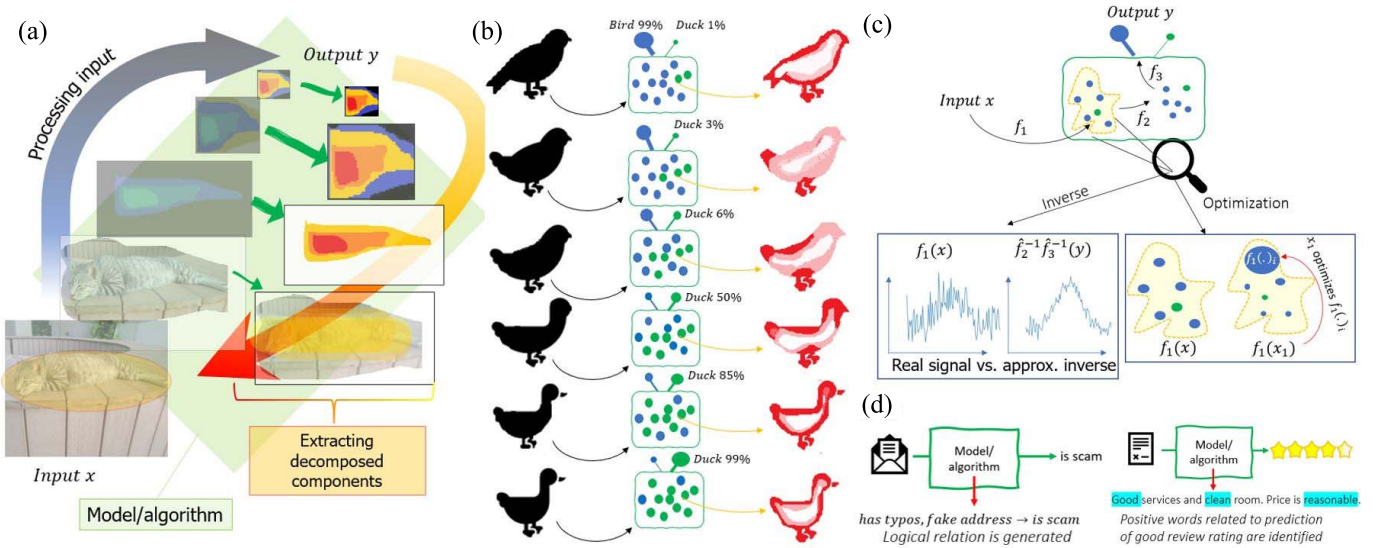 (a)
Processing input
Output y
Input x
Model/algorithm
Extracting
decomposed
components
(b)
Bird 99% Duck 1%
Duck 3%
Duck 6%
Duck 50%
Duck 85%
Duck 99%
(c)
Output y
Input x
f₁
f₂
f₃
Inverse
Optimization
f₁(x)
f̂₂⁻¹f̂₃⁻¹(y)
Real signal vs. approx. inverse
f₁(.)ᵢ
x₁ optimizes f₁(.)ᵢ
f₁(x)
f₁(x₁)
(d)
Model/
algorithm
is scam
has typos, fake address → is scam
Logical relation is generated
Model/
algorithm
Good services and clean room. Price is reasonable.
Positive words related to prediction
of good review rating are identified